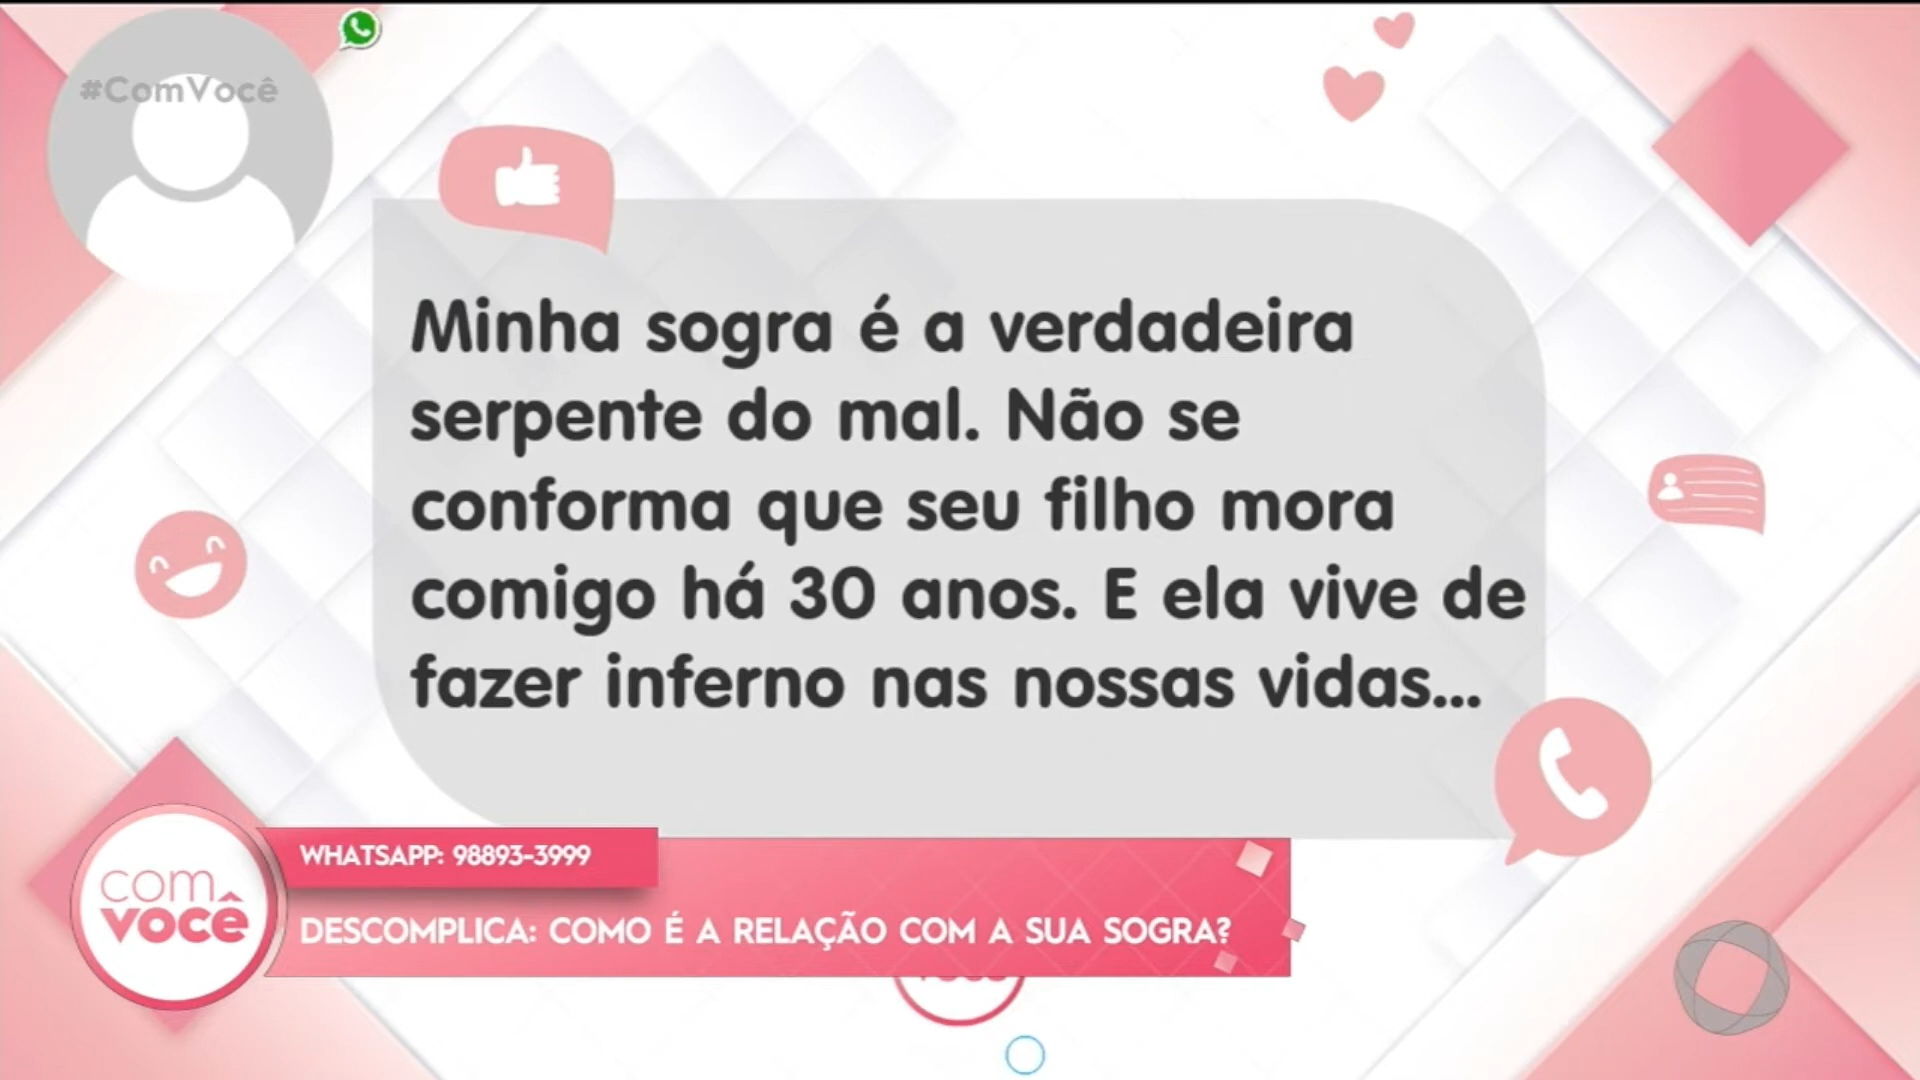 #ComVocê
Minha sogra é a verdadeira
serpente do mal. Não se
conforma que seu filho mora
comigo há 30 anos. E ela vive de
fazer inferno nas nossas vidas...
WHATSAPP: 98893-3999
com
você
DESCOMPLICA: COMO É A RELAÇÃO COM A SUA SOGRA?